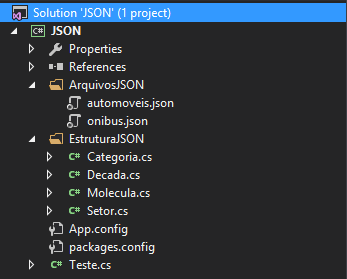 Solution 'JSON' (1 project)
C# JSON
Properties
References
ArquivosJSON
automoveis.json
onibus.json
EstruturaJSON
C# Categoria.cs
C# Decada.cs
C# Molecula.cs
C# Setor.cs
App.config
packages.config
C# Teste.cs